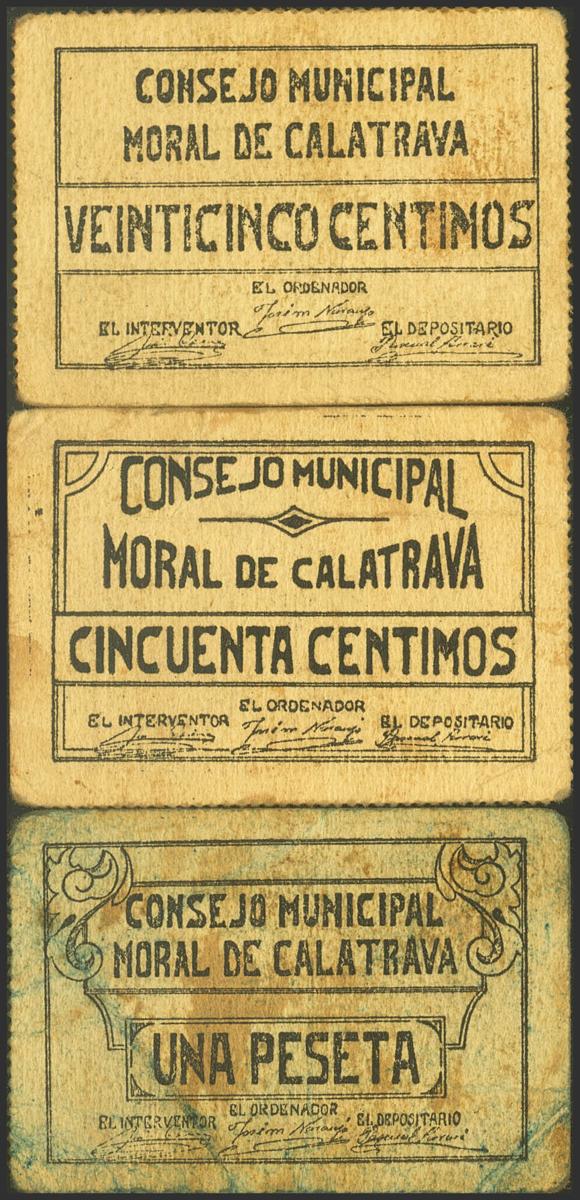 CONSEJO MUNICIPAL
MORAL DE CALATRAVA
VEINTICINCO CENTIMOS
EL ORDENADOR
EL INTERVENTOR
EL DEPOSITARIO
CONSEJO MUNICIPAL
MORAL DE CALATRAVA
CINCUENTA CENTIMOS
EL ORDENADOR
EL INTERVENTOR
EL DEPOSITARIO
CONSEJO MUNICIPAL
MORAL DE CALATRAVA
UNA PESETA
EL ORDENADOR
EL INTERVENTOR
EL DEPOSITARIO